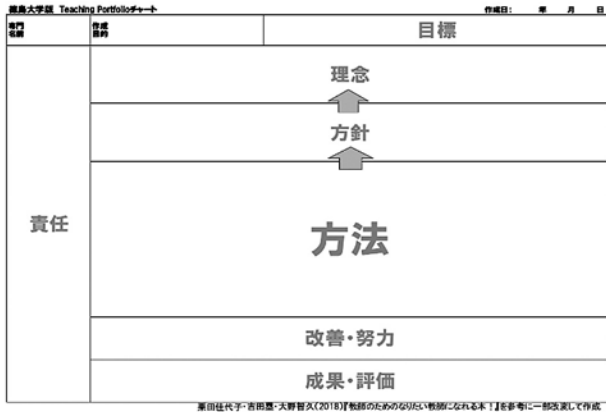 徳島大学版 Teaching Portfolioチャート 作成日: 年 月 日
専門 作成 目標
名前 目的
理念
方針
責任
方法
改善・努力
成果・評価
栗田佳代子・吉田塁・大野智久(2018)『教師のためのなりたい教師になれる本!』を参考に一部改変して作成